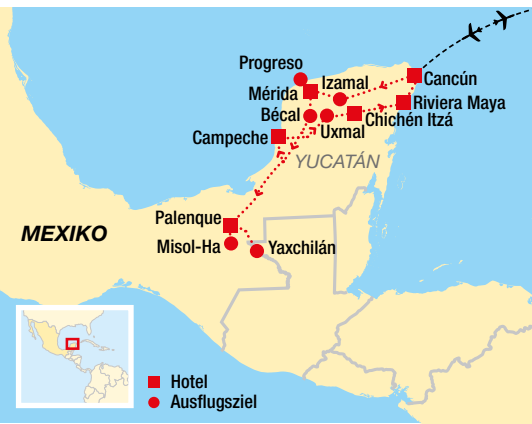 Progreso
Izamal
Cancún
Mérida
Riviera Maya
Bécal
Chichén Itzá
Uxmal
Campeche
YUCATÁN
Palenque
MEXIKO
Misol-Ha
Yaxchilán
Hotel
Ausflugsziel